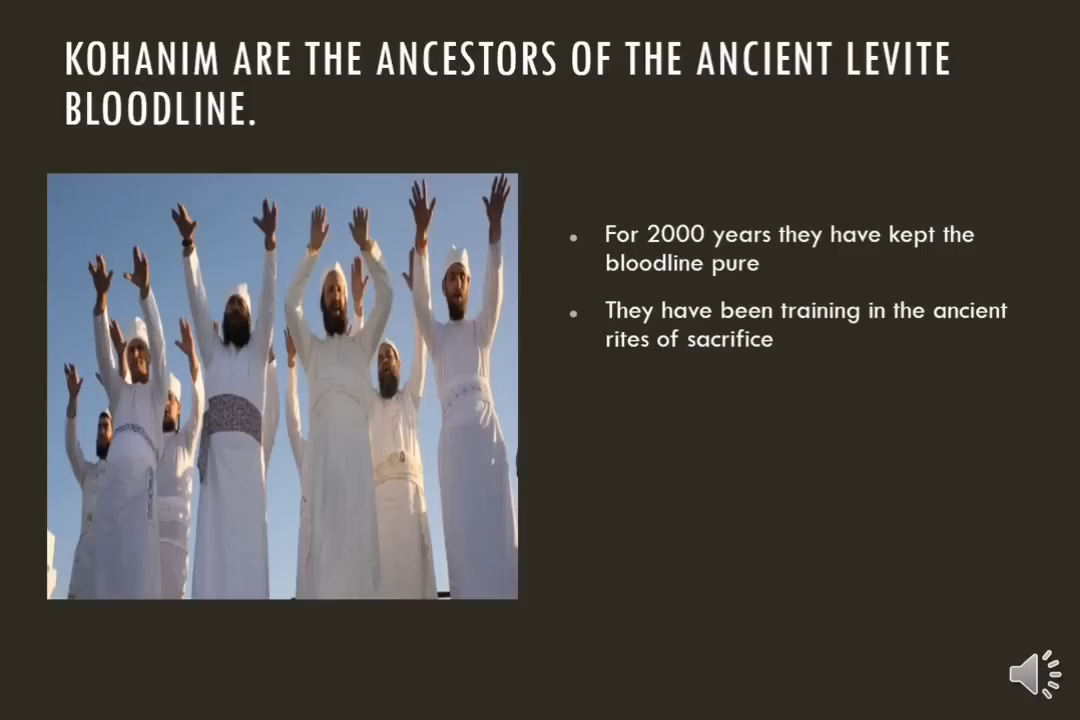 KOHANIM ARE THE ANCESTORS OF THE ANCIENT LEVITE
BLOODLINE.
• For 2000 years they have kept the
bloodline pure
• They have been training in the ancient
rites of sacrifice